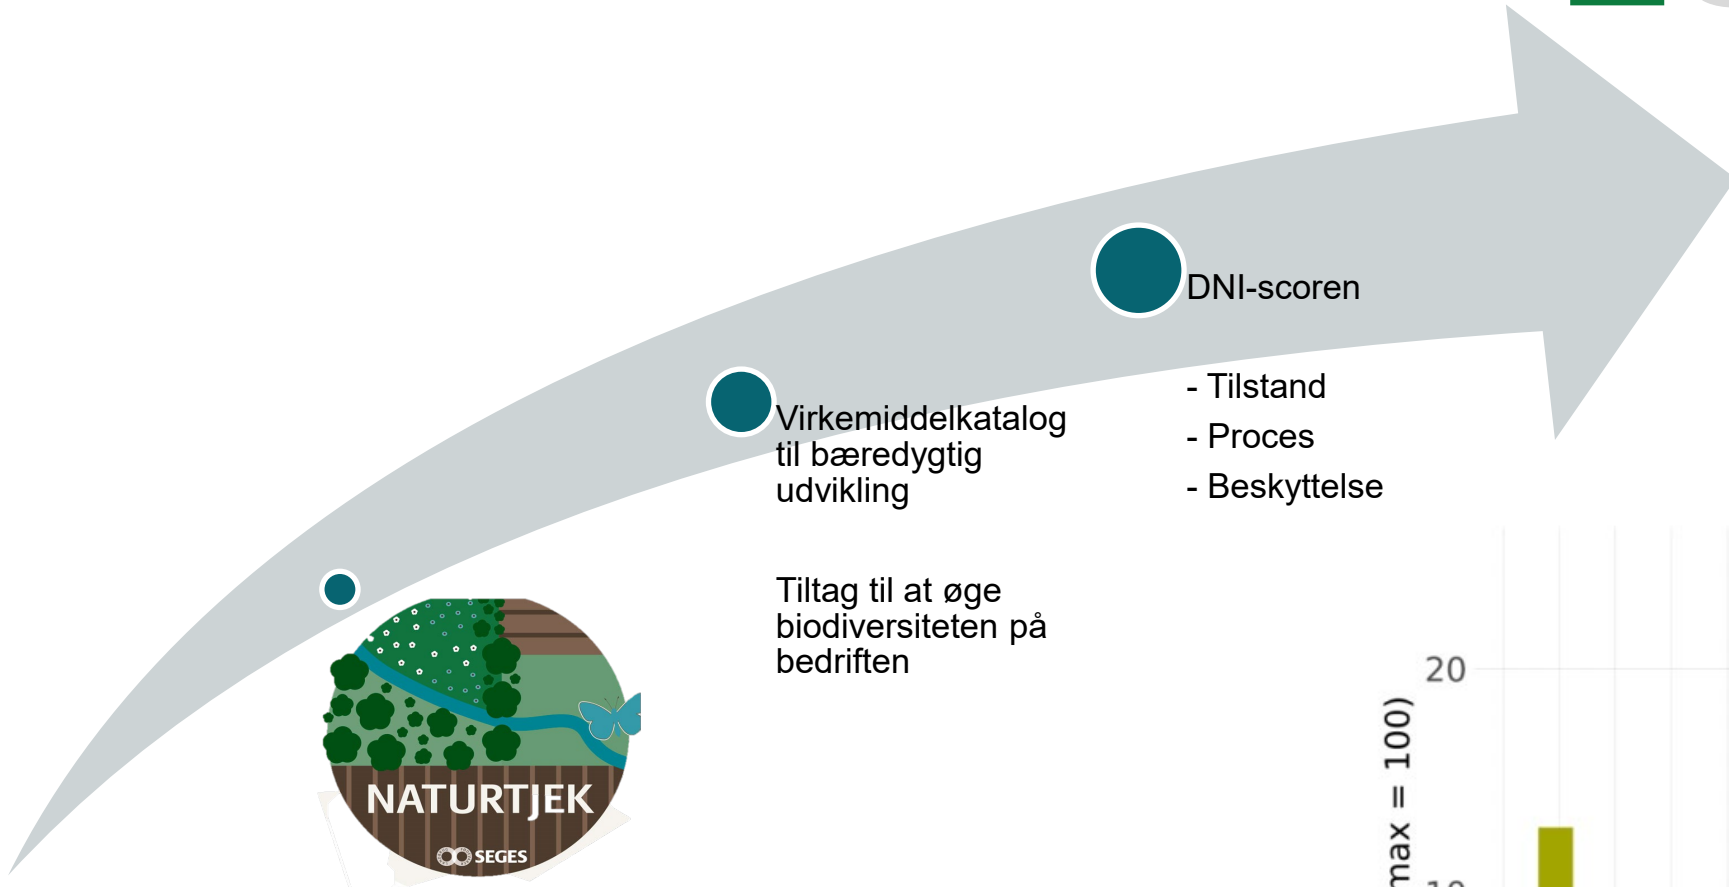 DNI-scoren
- Tilstand
- Proces
- Beskyttelse
Virkemiddelkatalog
til bæredygtig
udvikling
Tiltag til at øge
biodiversiteten på
bedriften
NATURTJEK
SEGES
20
max = 100)